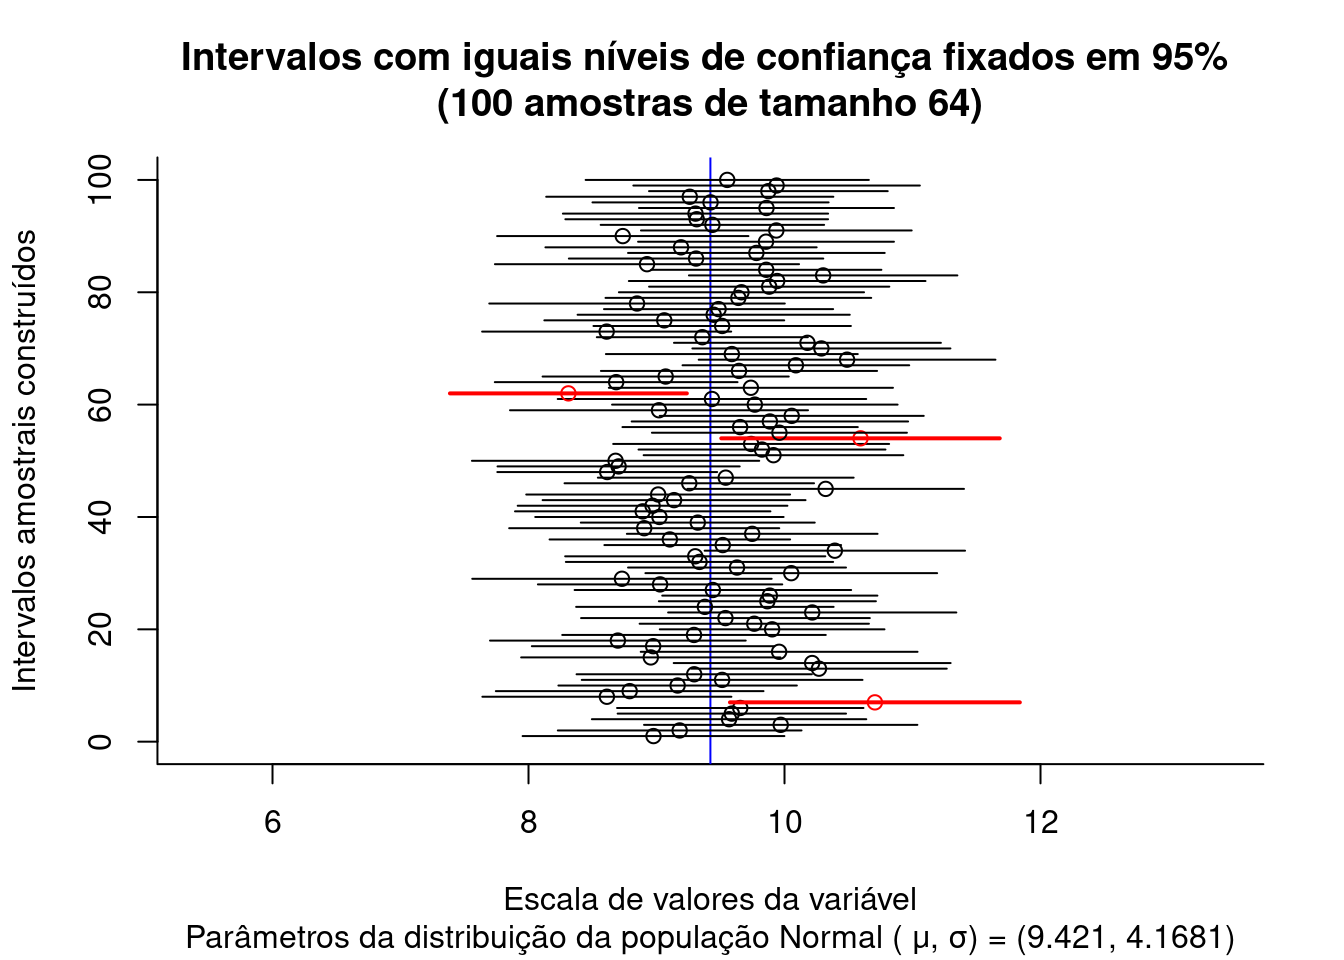 Intervalos com iguais níveis de confiança fixados em 95%
(100 amostras de tamanho 64)
Intervalos amostrais construídos
100
80
60
40
20
0
6 8 10 12
Escala de valores da variável
Parâmetros da distribuição da população Normal ( μ, σ) = (9.421, 4.1681)